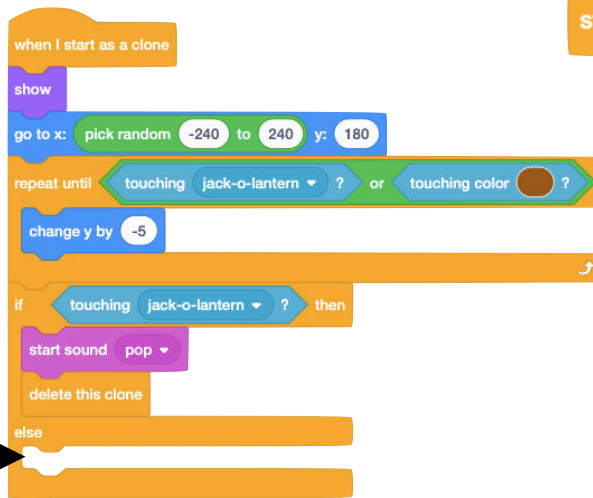 when I start as a clone
show
go to x: pick random -240 to 240 y: 180
repeat until touching jack-o-lantern ? or touching color ?
change y by -5
if touching jack-o-lantern ? then
start sound pop
delete this clone
else